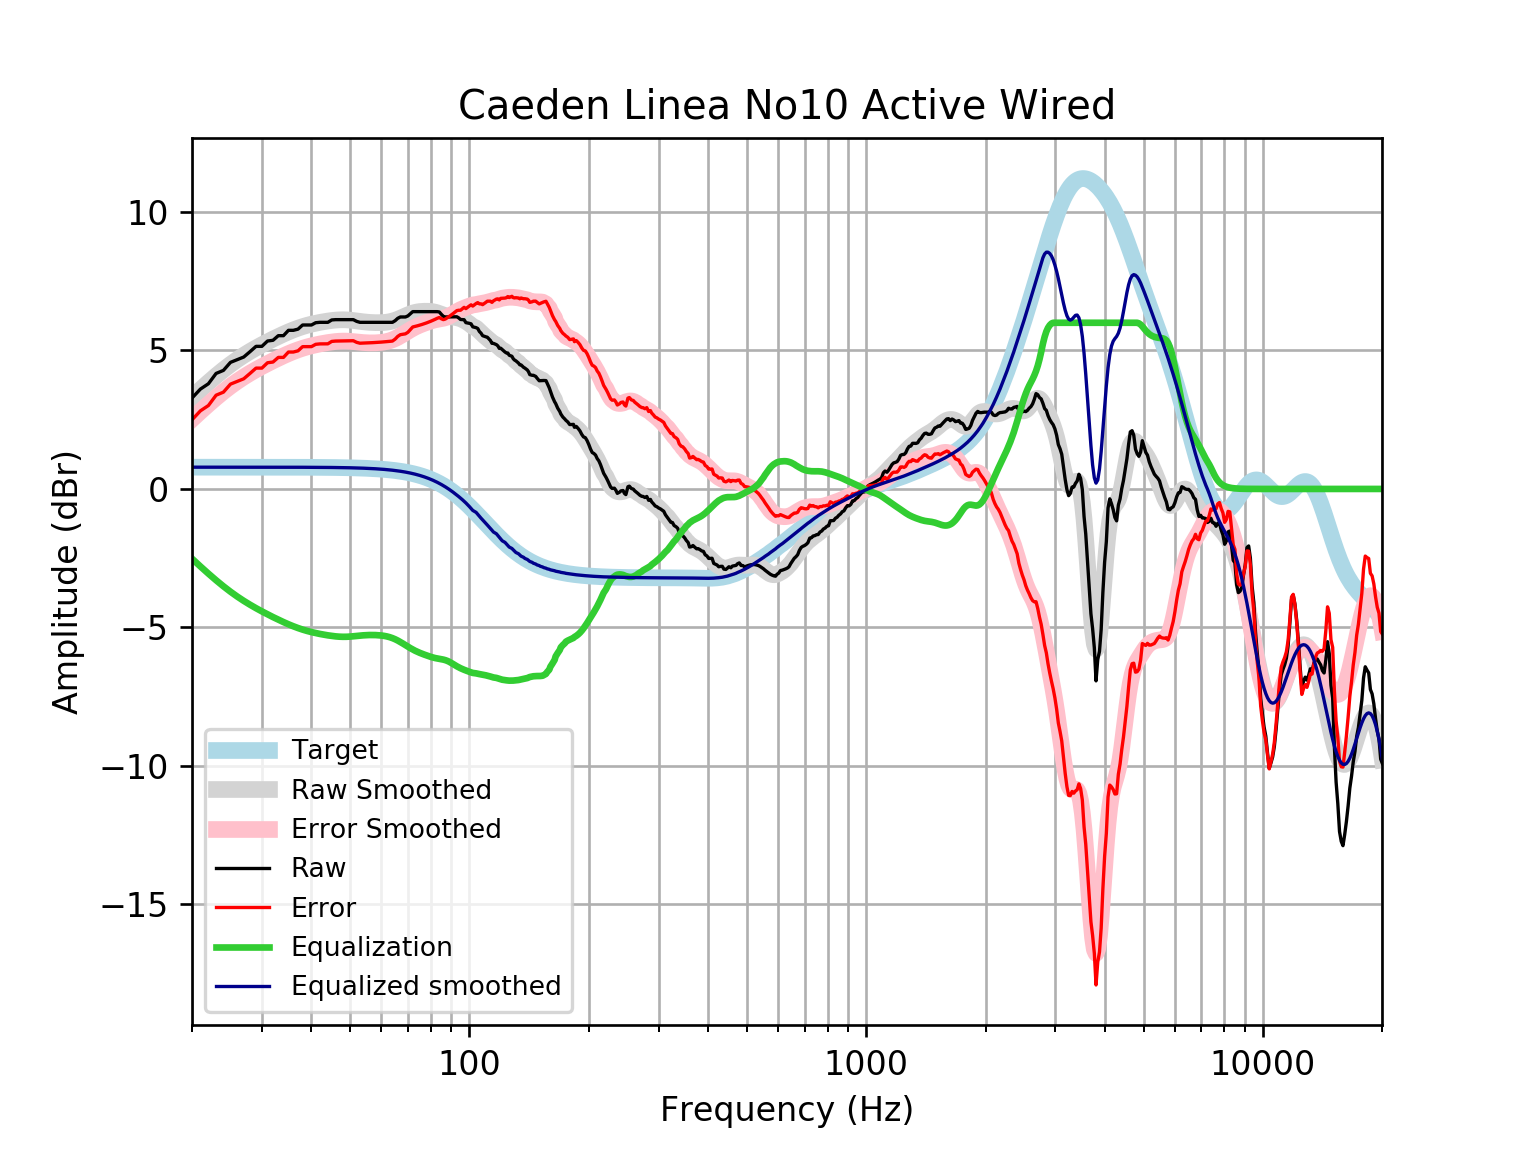 Caeden Linea No10 Active Wired
Amplitude (dBr)
10
5
0
−5
−10
−15
Target
Raw Smoothed
Error Smoothed
Raw
Error
Equalization
Equalized smoothed
100
1000
10000
Frequency (Hz)